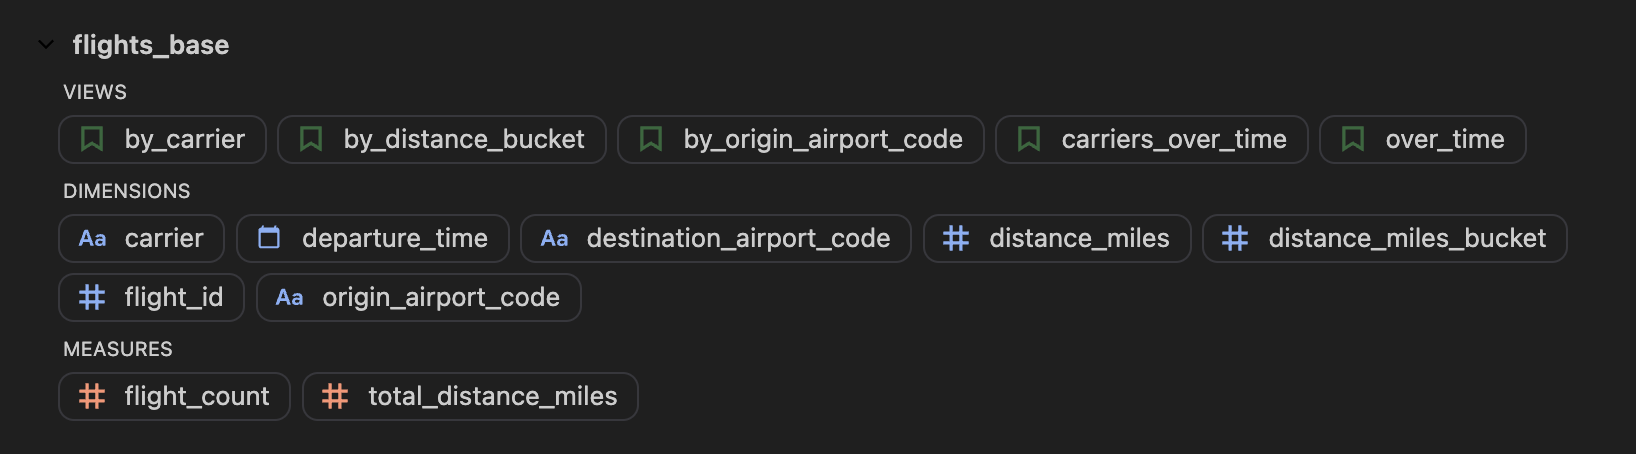 flights_base
VIEWS
by_carrier by_distance_bucket by_origin_airport_code carriers_over_time over_time
DIMENSIONS
Aa carrier departure_time Aa destination_airport_code # distance_miles # distance_miles_bucket
# flight_id Aa origin_airport_code
MEASURES
# flight_count # total_distance_miles